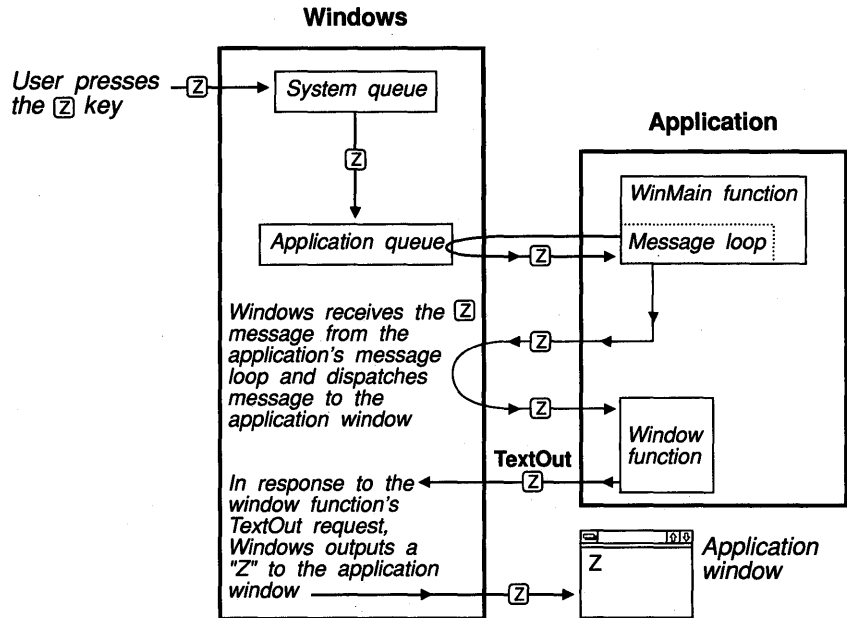 Windows
User presses
the Z key
Z
System queue
Z
Application
WinMain function
Message loop
Application queue
Z
Windows receives the Z
message from the
application's message
loop and dispatches
message to the
application window
Z
Z
Window
function
TextOut
Z
In response to the
window function's
TextOut request,
Windows outputs a
"Z" to the application
window
Z
Z
Application
window